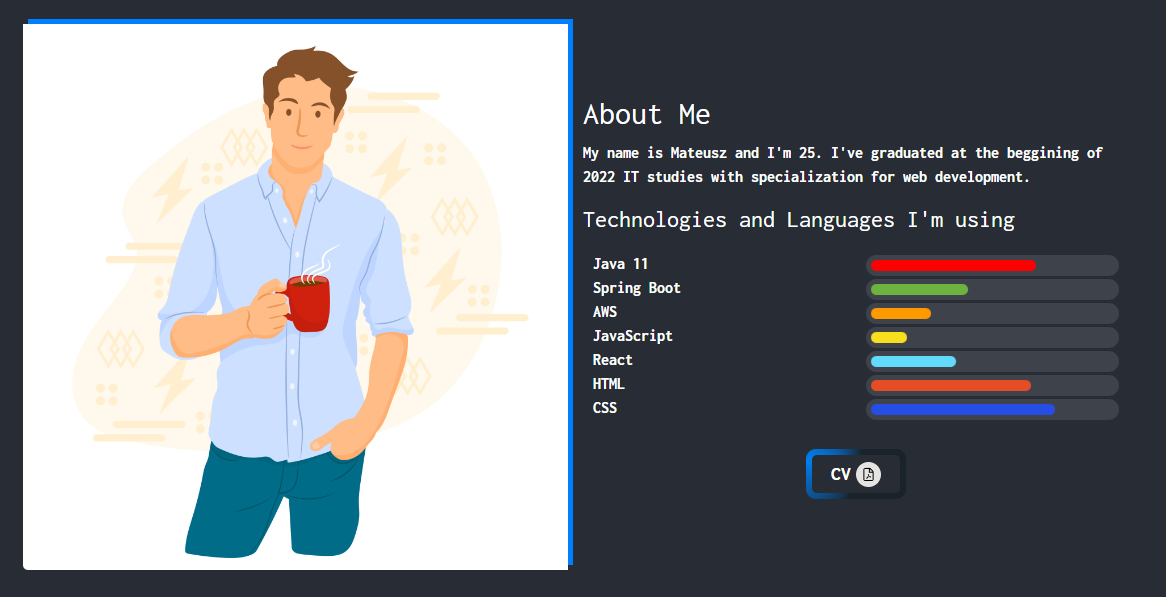 About Me
My name is Mateusz and I'm 25. I've graduated at the beggining of
2022 IT studies with specialization for web development.
Technologies and Languages I'm using
Java 11
Spring Boot
AWS
JavaScript
React
HTML
CSS
CV